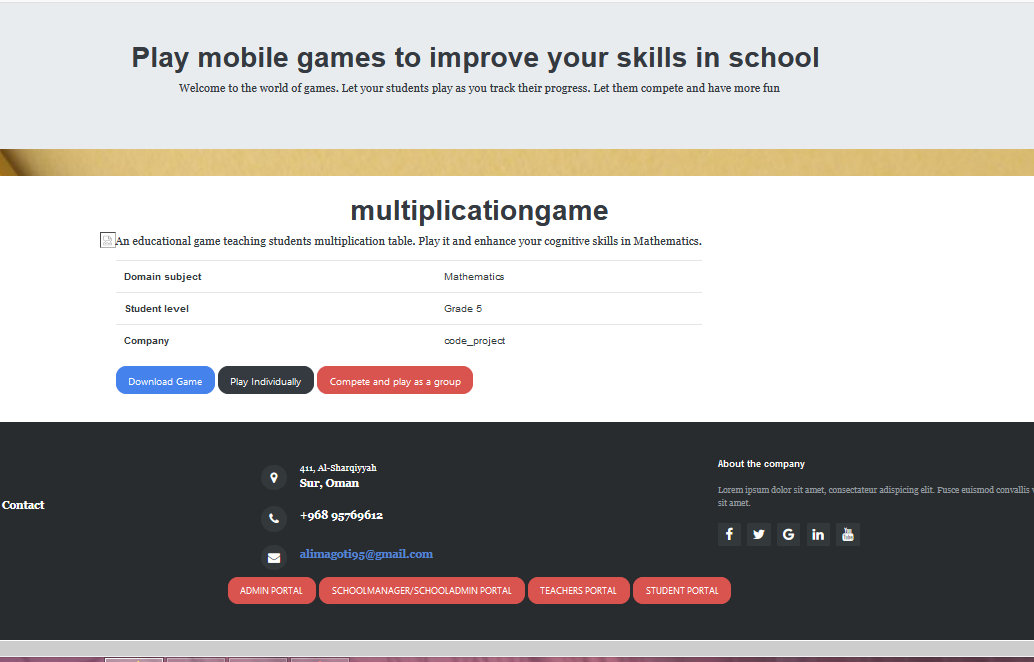 Play mobile games to improve your skills in school
Welcome to the world of games. Let your students play as you track their progress. Let them compete and have more fun
multiplicationgame
An educational game teaching students multiplication table. Play it and enhance your cognitive skills in Mathematics.
Domain subject Mathematics
Student level Grade 5
Company code_project
Download Game Play Individually Compete and play as a group
Contact
411, Al-Sharqiyyah
Sur, Oman
+968 95769612
alimagoti95@gmail.com
About the company
Lorem ipsum dolor sit amet, consectateur adispicing elit. Fusce euismod convallis
sit amet.
ADMIN PORTAL SCHOOLMANAGER/SCHOOLADMIN PORTAL TEACHERS PORTAL STUDENT PORTAL